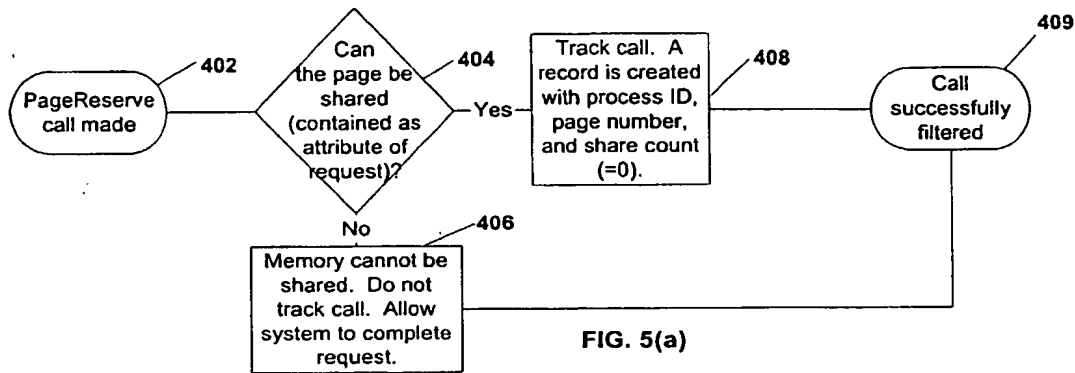 402
PageReserve
call made
Can
the page be
shared
(contained as
attribute of
request)?
404
Yes
Track call. A
record is created
with process ID,
page number,
and share count
(=0).
408
409
Call
successfully
filtered
No
406
Memory cannot be
shared. Do not
track call. Allow
system to complete
request.
FIG. 5(a)